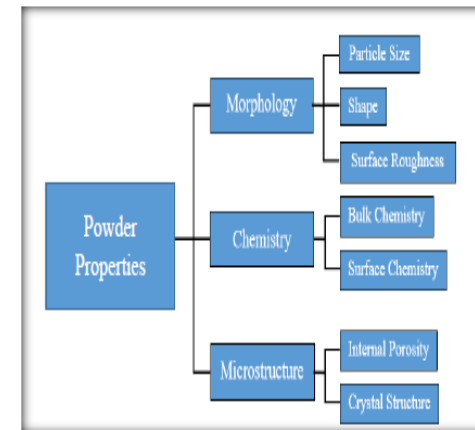 Powder
Properties
Morphology
Particle Size
Shape
Surface Roughness
Chemistry
Bulk Chemistry
Surface Chemistry
Microstructure
Internal Porosity
Crystal Structure